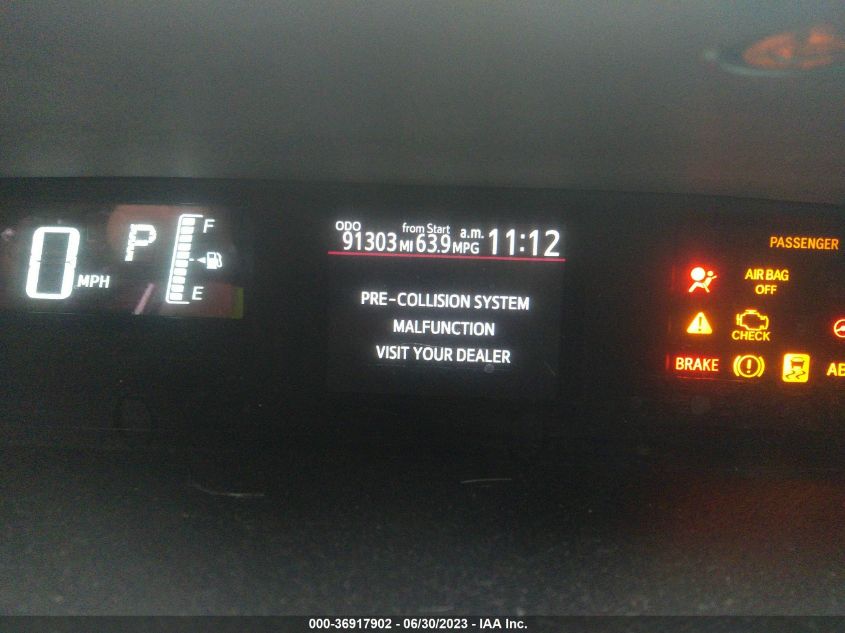 0 MPH
P
F
E
ODO from Start a.m.
91303 MI 63.9 MPG 11:12
PRE-COLLISION SYSTEM
MALFUNCTION
VISIT YOUR DEALER
PASSENGER
AIR BAG
OFF
CHECK
BRAKE
000-36917902 - 06/30/2023 - IAA Inc.